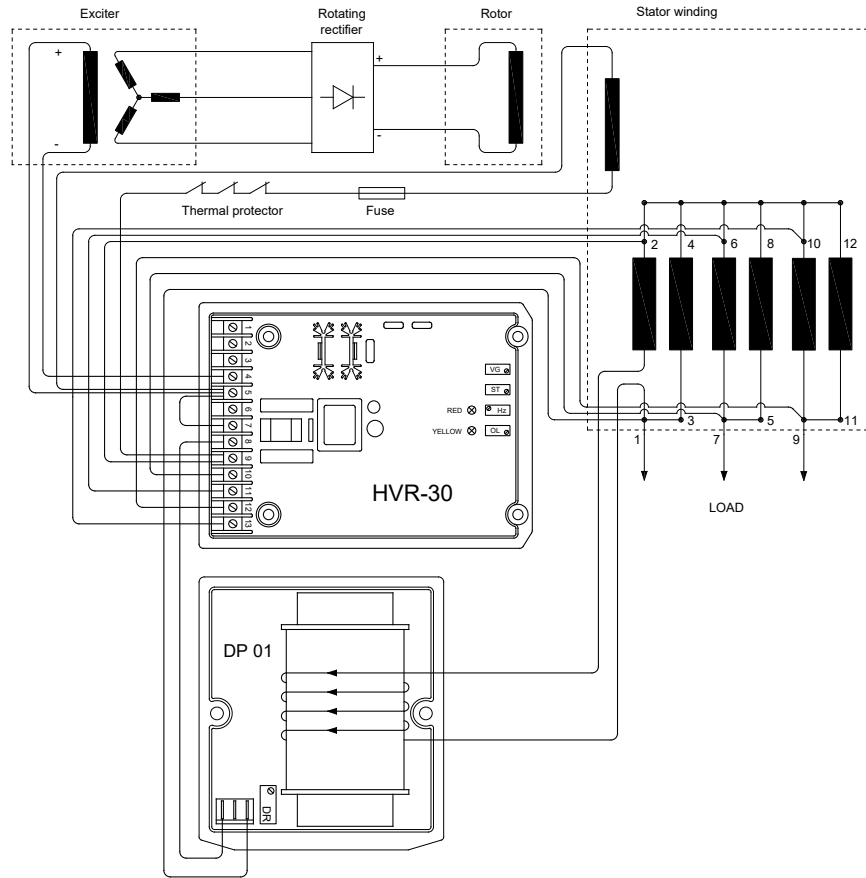 Exciter
Rotating
rectifier
Rotor
Stator winding
+
-
+
-
Thermal protector
Fuse
2
4
6
8
10
12
1
2
3
4
5
6
7
8
9
10
11
12
13
VG
ST
RED
Hz
YELLOW
OL
HVR-30
1
3
7
5
9
11
LOAD
DP 01
DR